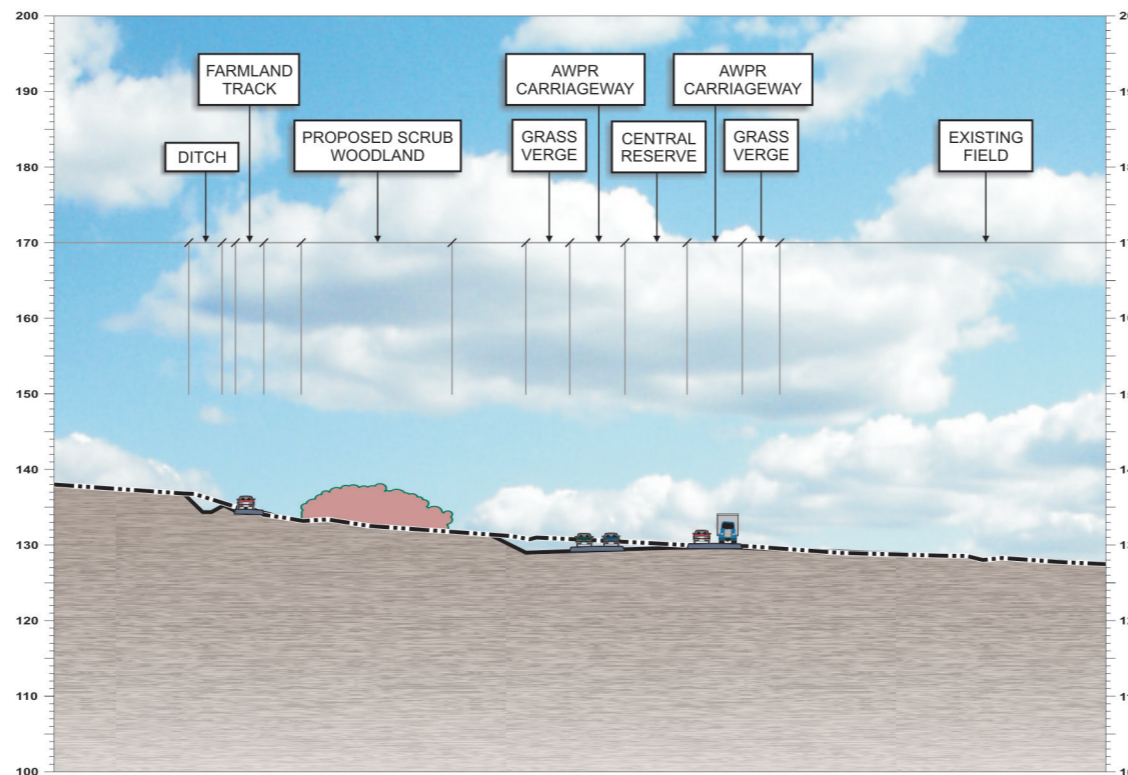 200
190
180
170
160
150
140
130
120
110
100
FARMLAND
TRACK
AWPR
CARRIAGEWAY
AWPR
CARRIAGEWAY
DITCH
PROPOSED SCRUB
WOODLAND
GRASS
VERGE
CENTRAL
RESERVE
GRASS
VERGE
EXISTING
FIELD